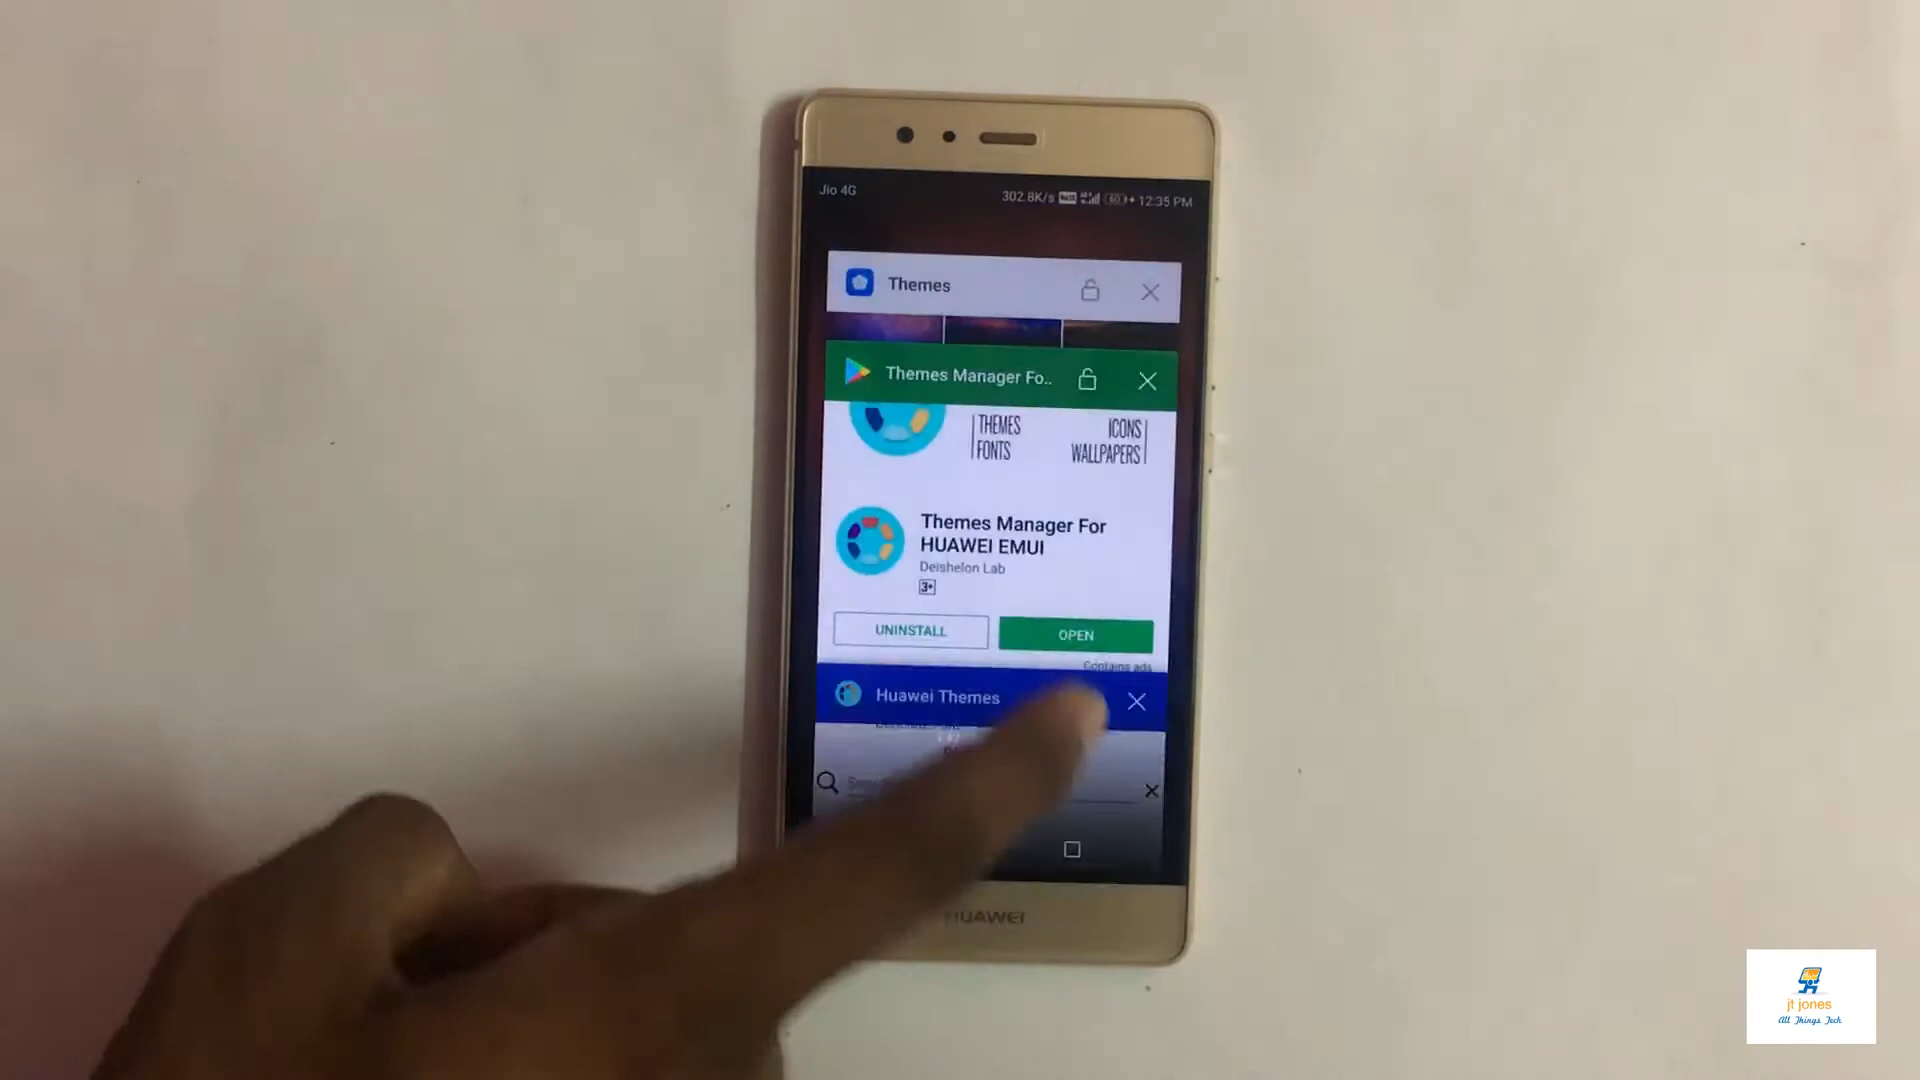 Jio 4G
302.8K/s 60 12:35 PM
Themes
Themes Manager Fo..
THEMES
FONTS
ICONS
WALLPAPERS
Themes Manager For
HUAWEI EMUI
Deishelon Lab
3+
UNINSTALL
OPEN
Contains ads
Huawei Themes
HUAWEI
jt jones
All Things Tech